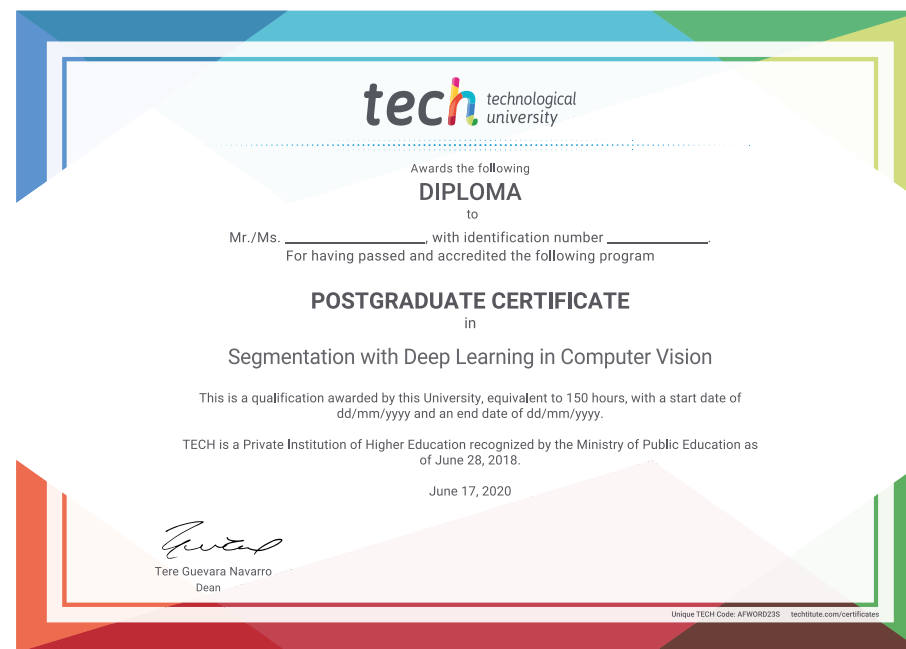 tech technological
university
Awards the following
DIPLOMA
to
Mr./Ms. ____________________, with identification number ______________.
For having passed and accredited the following program
POSTGRADUATE CERTIFICATE
in
Segmentation with Deep Learning in Computer Vision
This is a qualification awarded by this University, equivalent to 150 hours, with a start date of
dd/mm/yyyy and an end date of dd/mm/yyyy.
TECH is a Private Institution of Higher Education recognized by the Ministry of Public Education as
of June 28, 2018.
June 17, 2020
Tere Guevara Navarro
Dean
Unique TECH Code: AFWORD23S techtitute.com/certificates